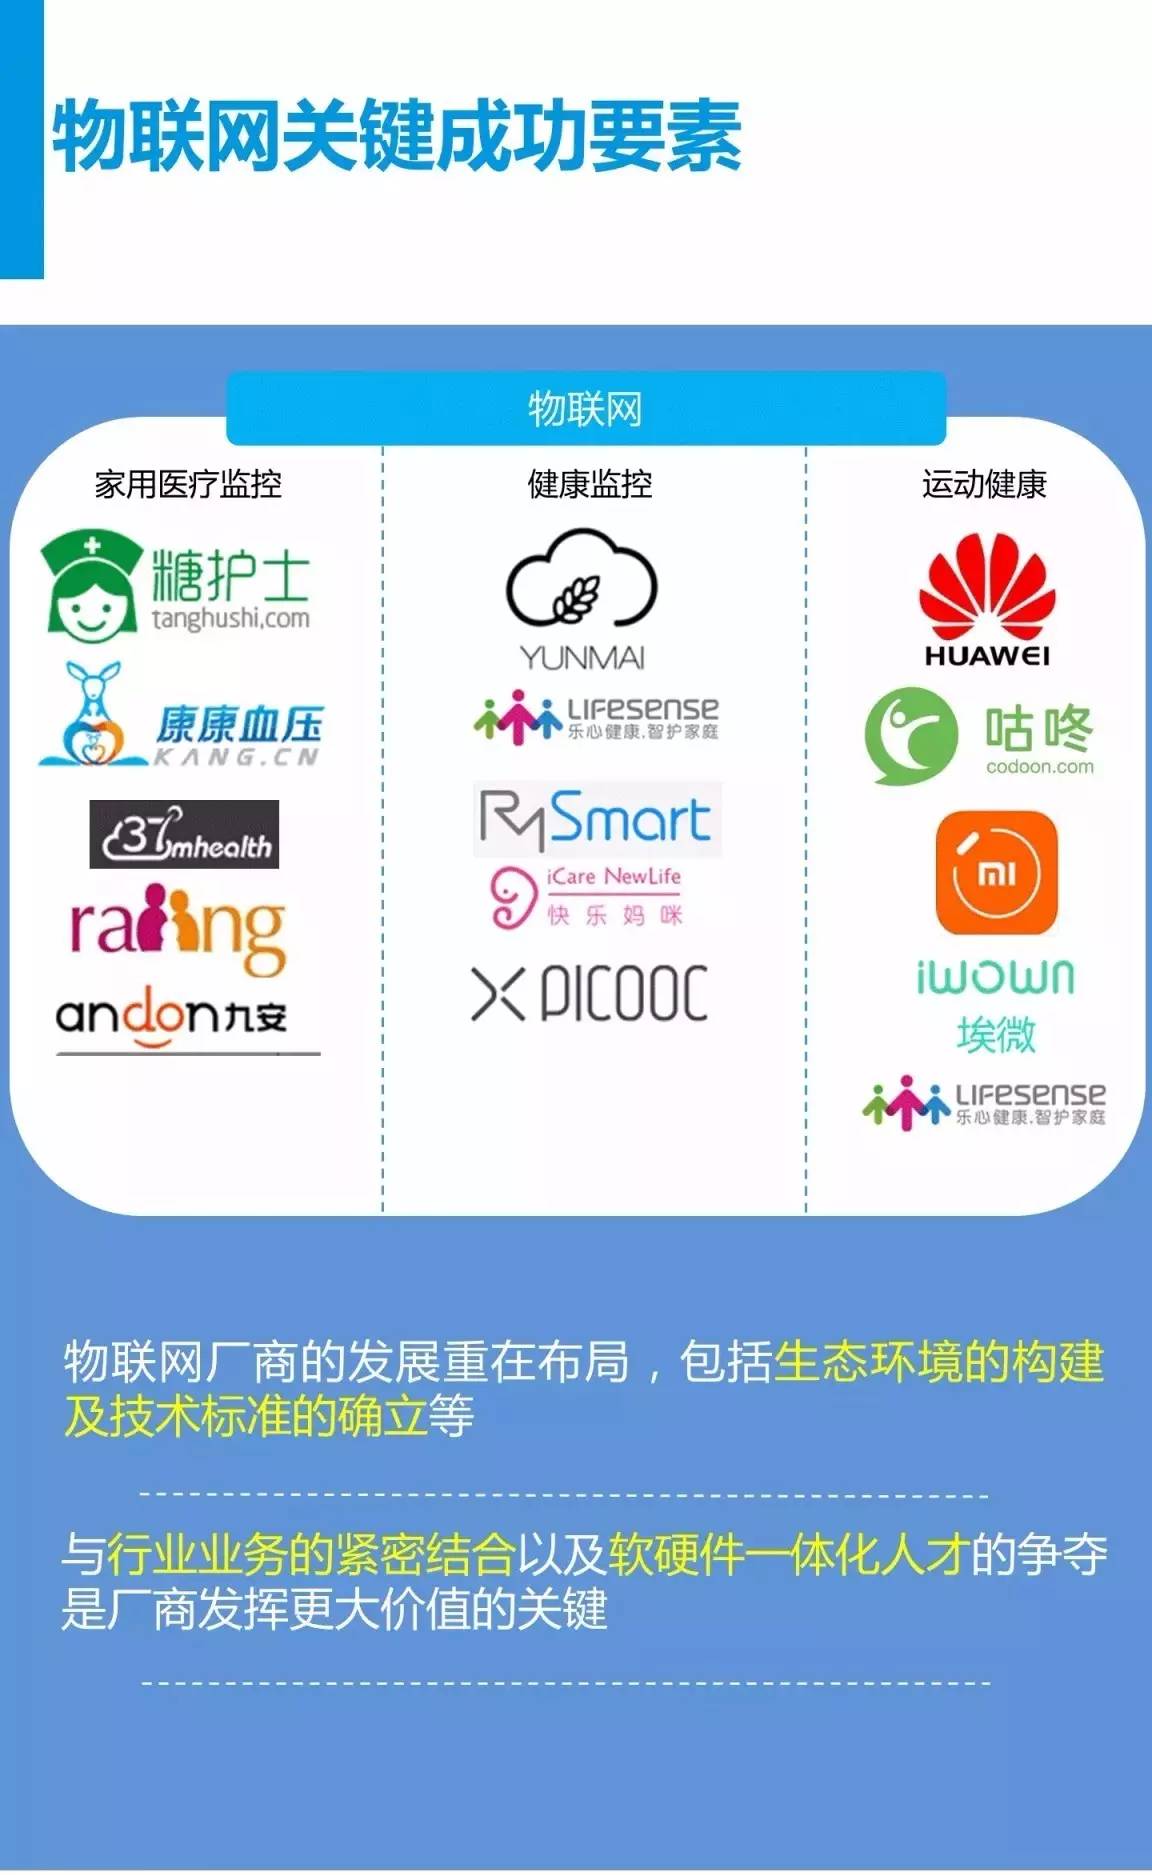 物联网关键成功要素
物联网
家用医疗监控
糖护士
tanghushi.com
康康血压
KANG.CN
37mhealth
raiing
andon九安
健康监控
YUNMAI
LIFESENSE
乐心健康.智护家庭
RySmart
iCare NewLife
快乐妈咪
PICOOC
运动健康
HUAWEI
咕咚
codoon.com
mi
iwown
埃微
LIFESENSE
乐心健康.智护家庭
物联网厂商的发展重在布局，包括生态环境的构建
及技术标准的确立等
与行业业务的紧密结合以及软硬件一体化人才的争夺
是厂商发挥更大价值的关键